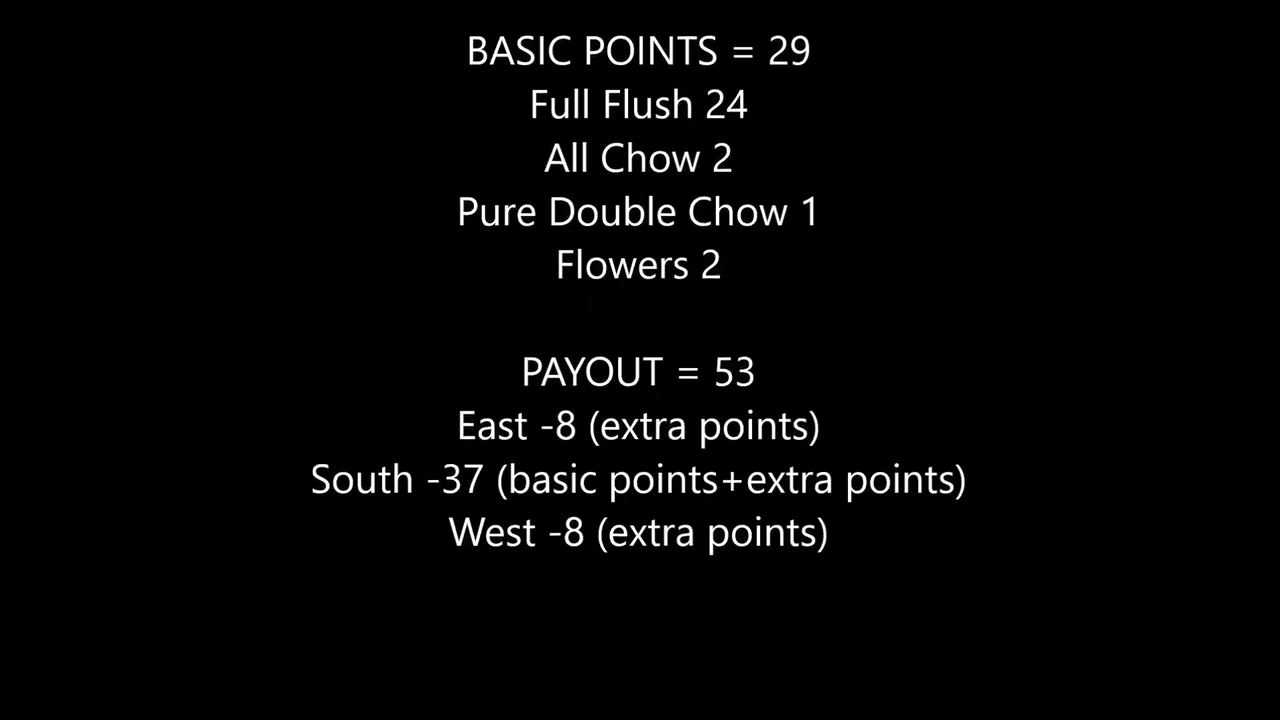 BASIC POINTS = 29
Full Flush 24
All Chow 2
Pure Double Chow 1
Flowers 2
PAYOUT = 53
East -8 (extra points)
South -37 (basic points+extra points)
West -8 (extra points)